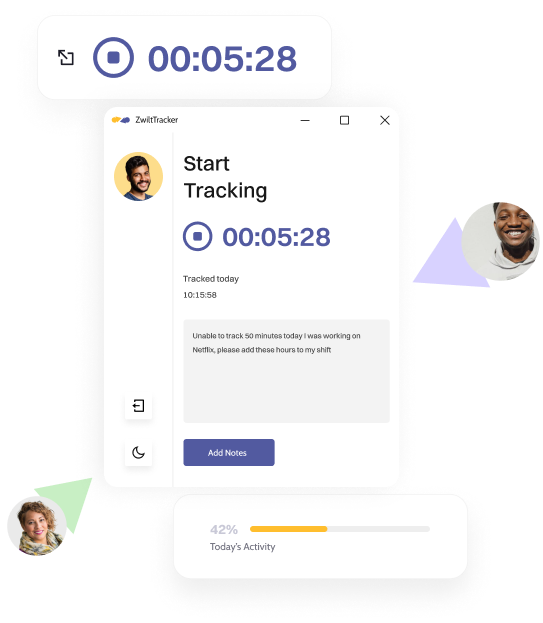 00:05:28
ZwiltTracker
Start
Tracking
00:05:28
Tracked today
10:15:58
Unable to track 50 minutes today I was working on
Netflix, please add these hours to my shift
Add Notes
42%
Today's Activity